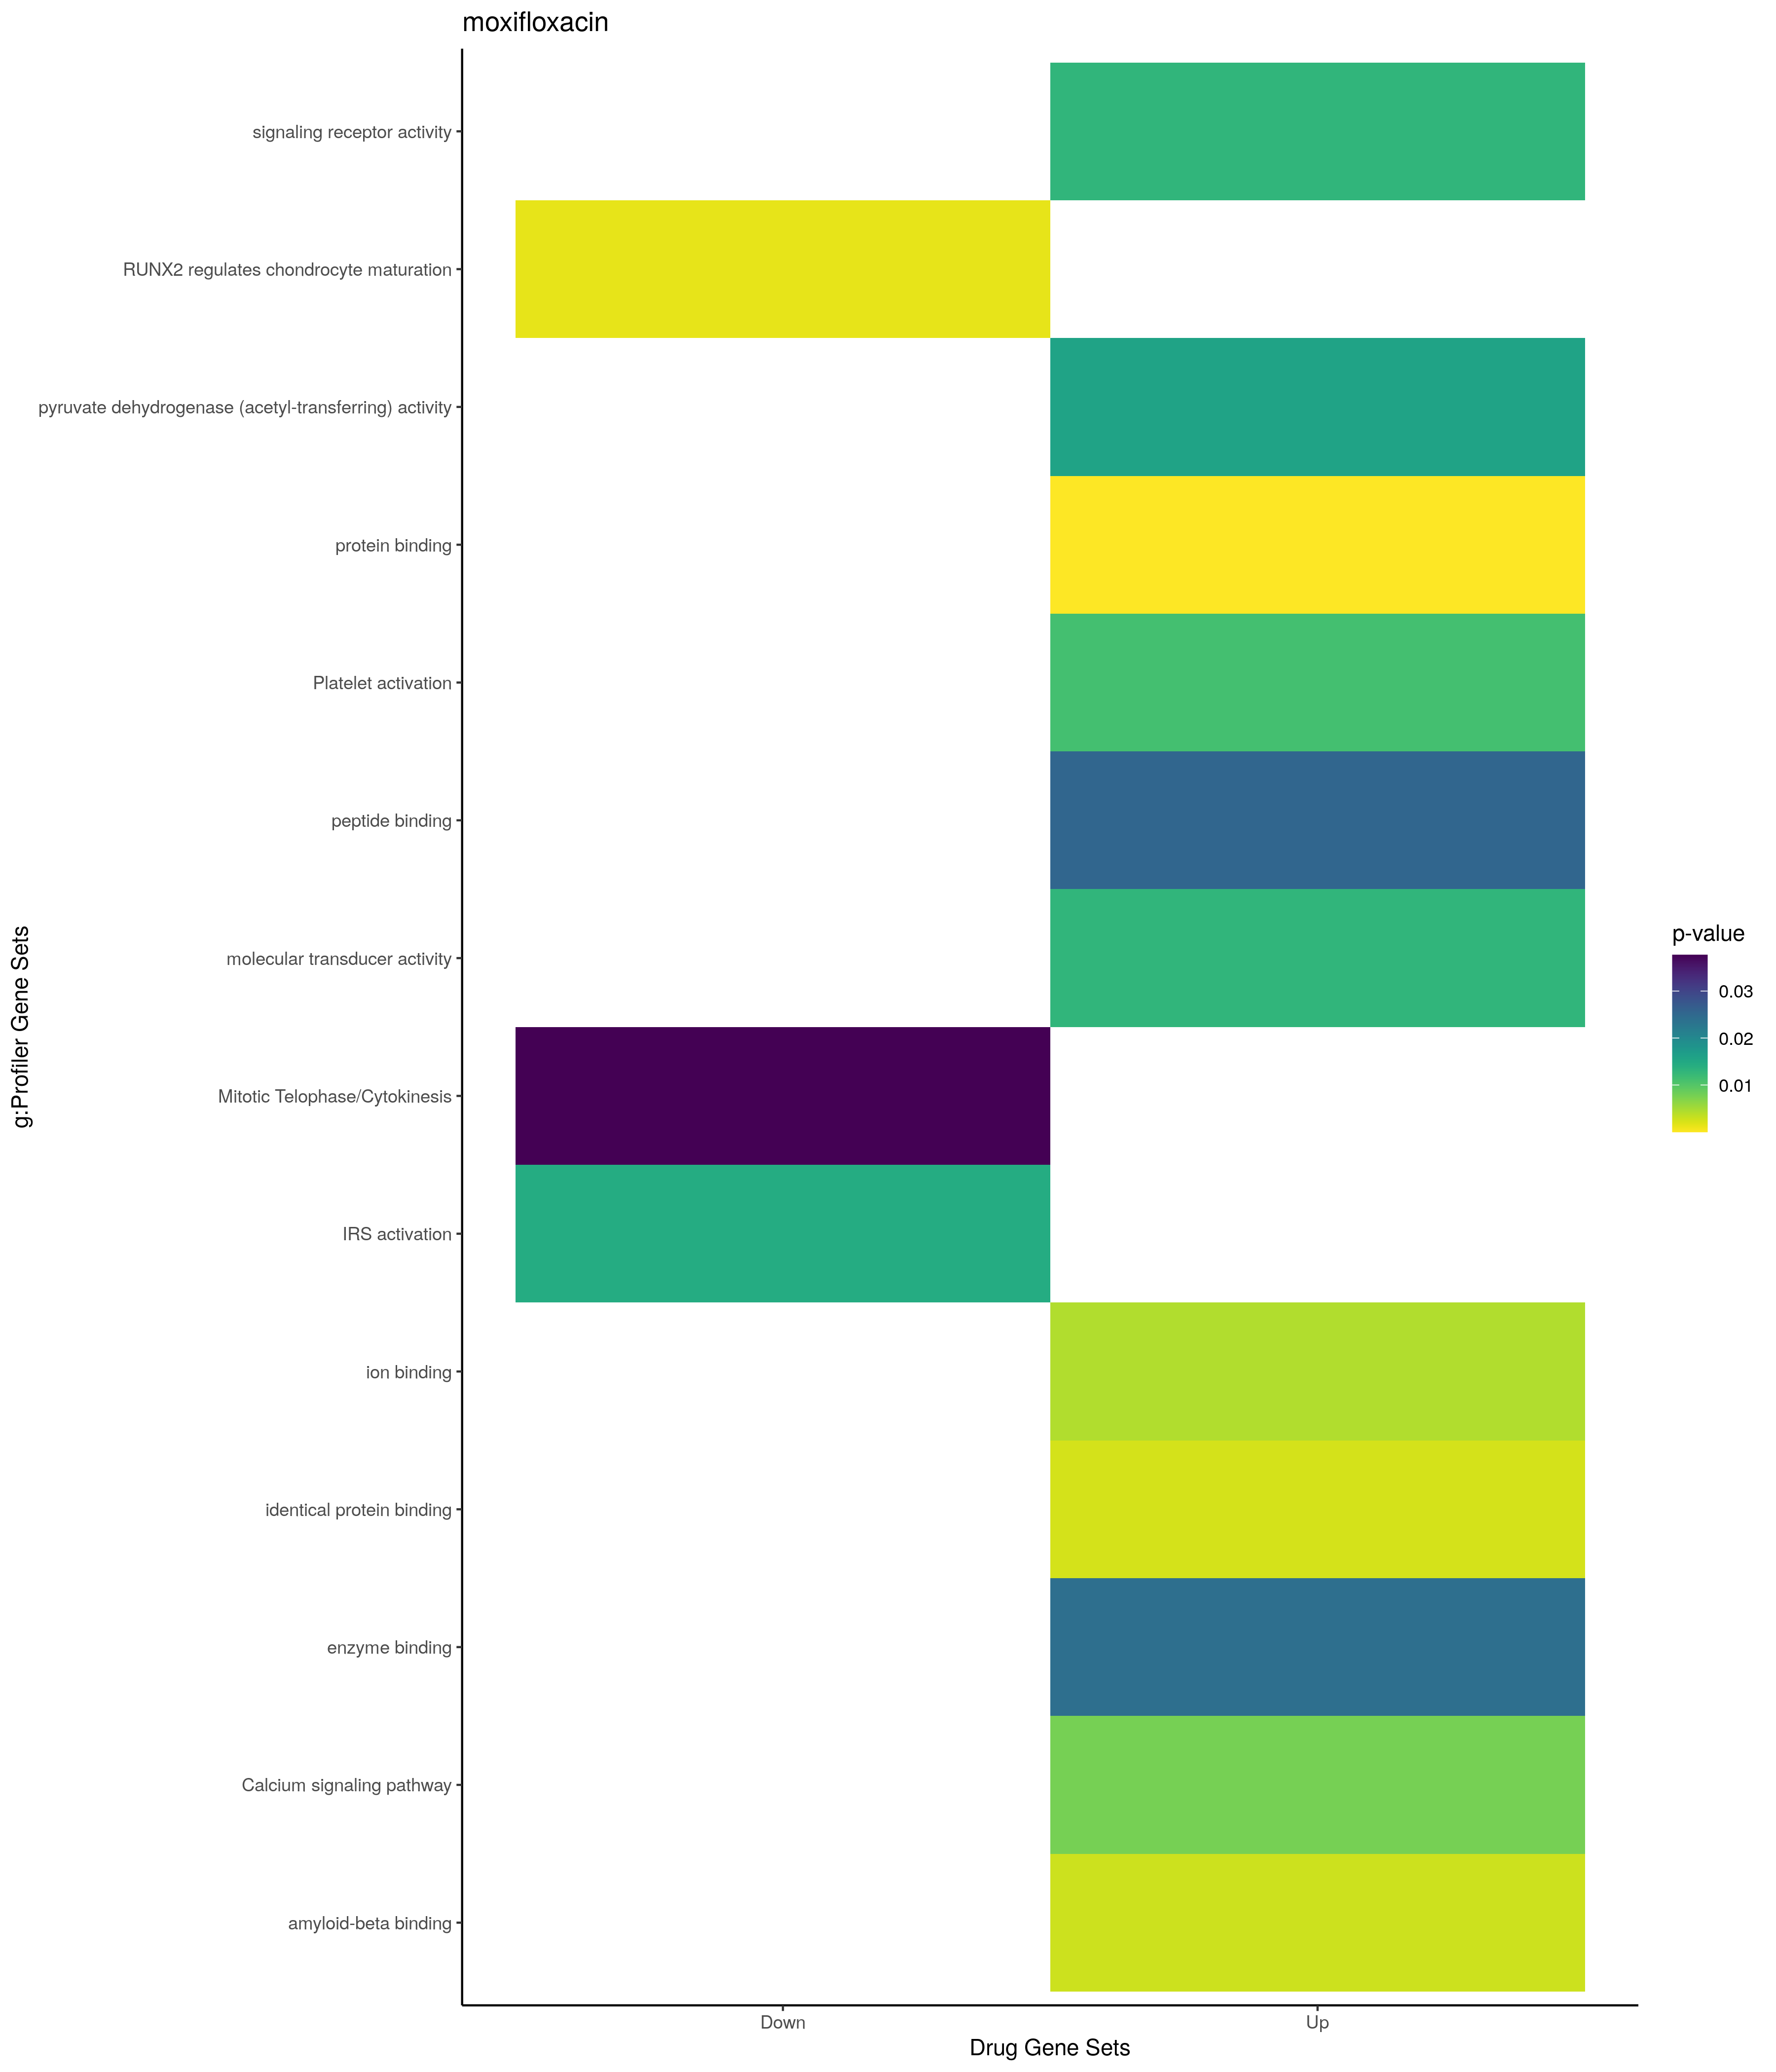 moxifloxacin
signaling receptor activity
RUNX2 regulates chondrocyte maturation
pyruvate dehydrogenase (acetyl-transferring) activity
protein binding
Platelet activation
peptide binding
molecular transducer activity
Mitotic Telophase/Cytokinesis
IRS activation
ion binding
identical protein binding
enzyme binding
Calcium signaling pathway
amyloid-beta binding
g:Profiler Gene Sets
Down
Up
Drug Gene Sets
p-value
0.03
0.02
0.01